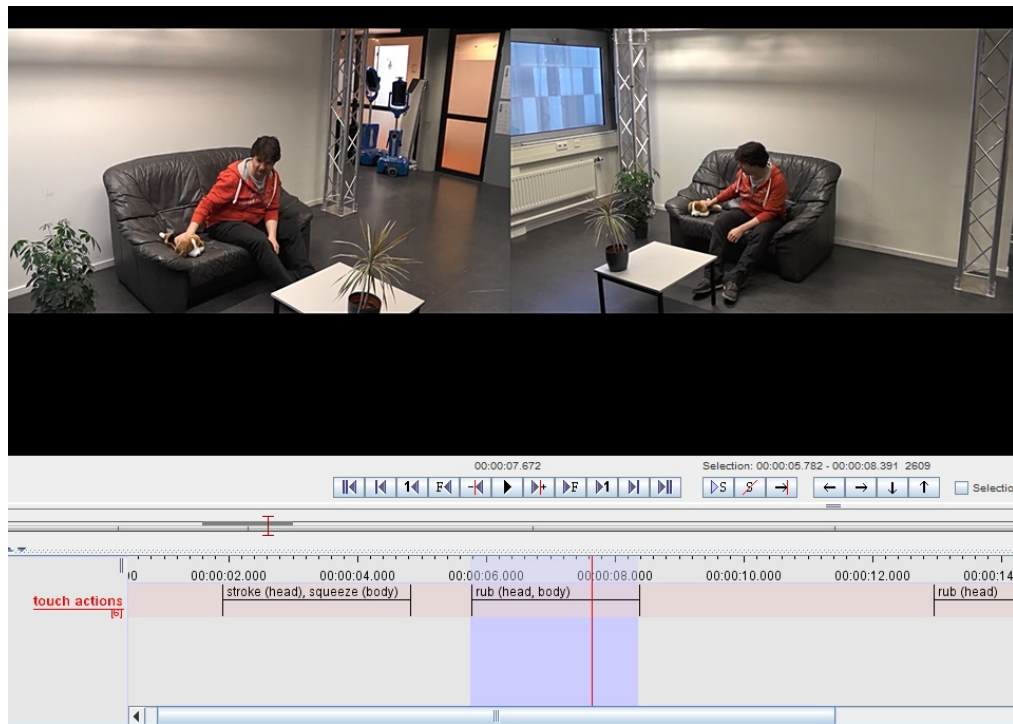 00:00:07.672
Selection: 00:00:05.782 - 00:00:08.391 2609
1 F - + F 1 S S Selectio
00:00:02.000 00:00:04.000 00:00:06.000 00:00:08.000 00:00:10.000 00:00:12.000 00:00:14
touch actions
[6]
stroke (head), squeeze (body) rub (head, body) rub (head)